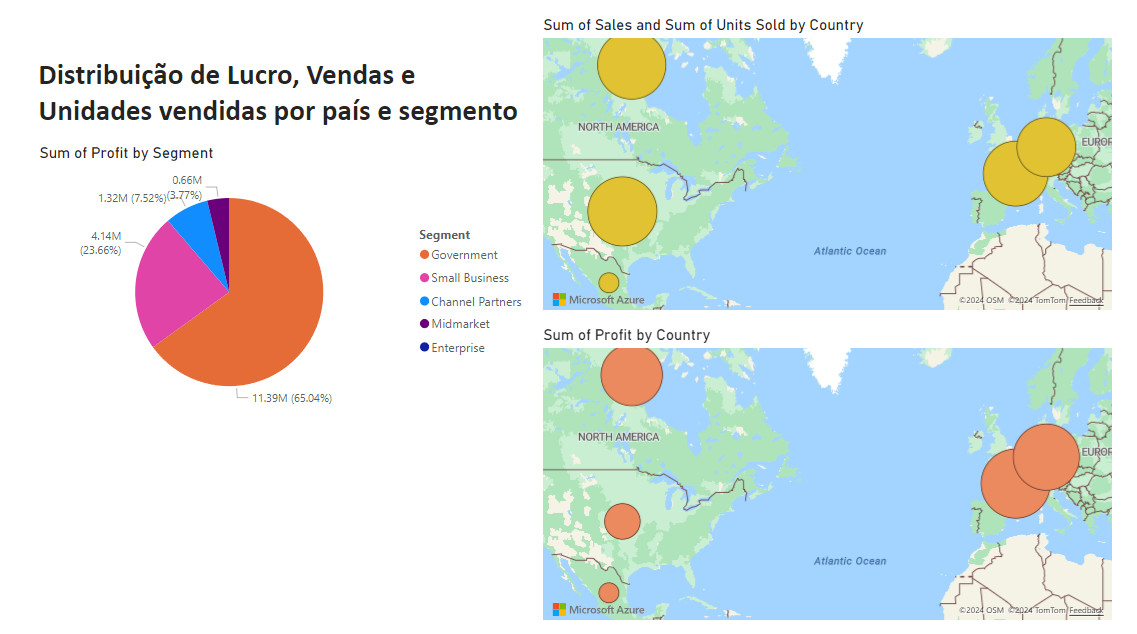 Distribuição de Lucro, Vendas e
Unidades vendidas por país e segmento
Sum of Profit by Segment
0.66M
(3.77%)
1.32M (7.52%)
4.14M
(23.66%)
11.39M (65.04%)
Segment
Government
Small Business
Channel Partners
Midmarket
Enterprise
Sum of Sales and Sum of Units Sold by Country
NORTH AMERICA
EUROP
Atlantic Ocean
Microsoft Azure
©2024 OSM ©2024 TomTom Feedback
Sum of Profit by Country
NORTH AMERICA
EUROP
Atlantic Ocean
Microsoft Azure
©2024 OSM ©2024 TomTom Feedback